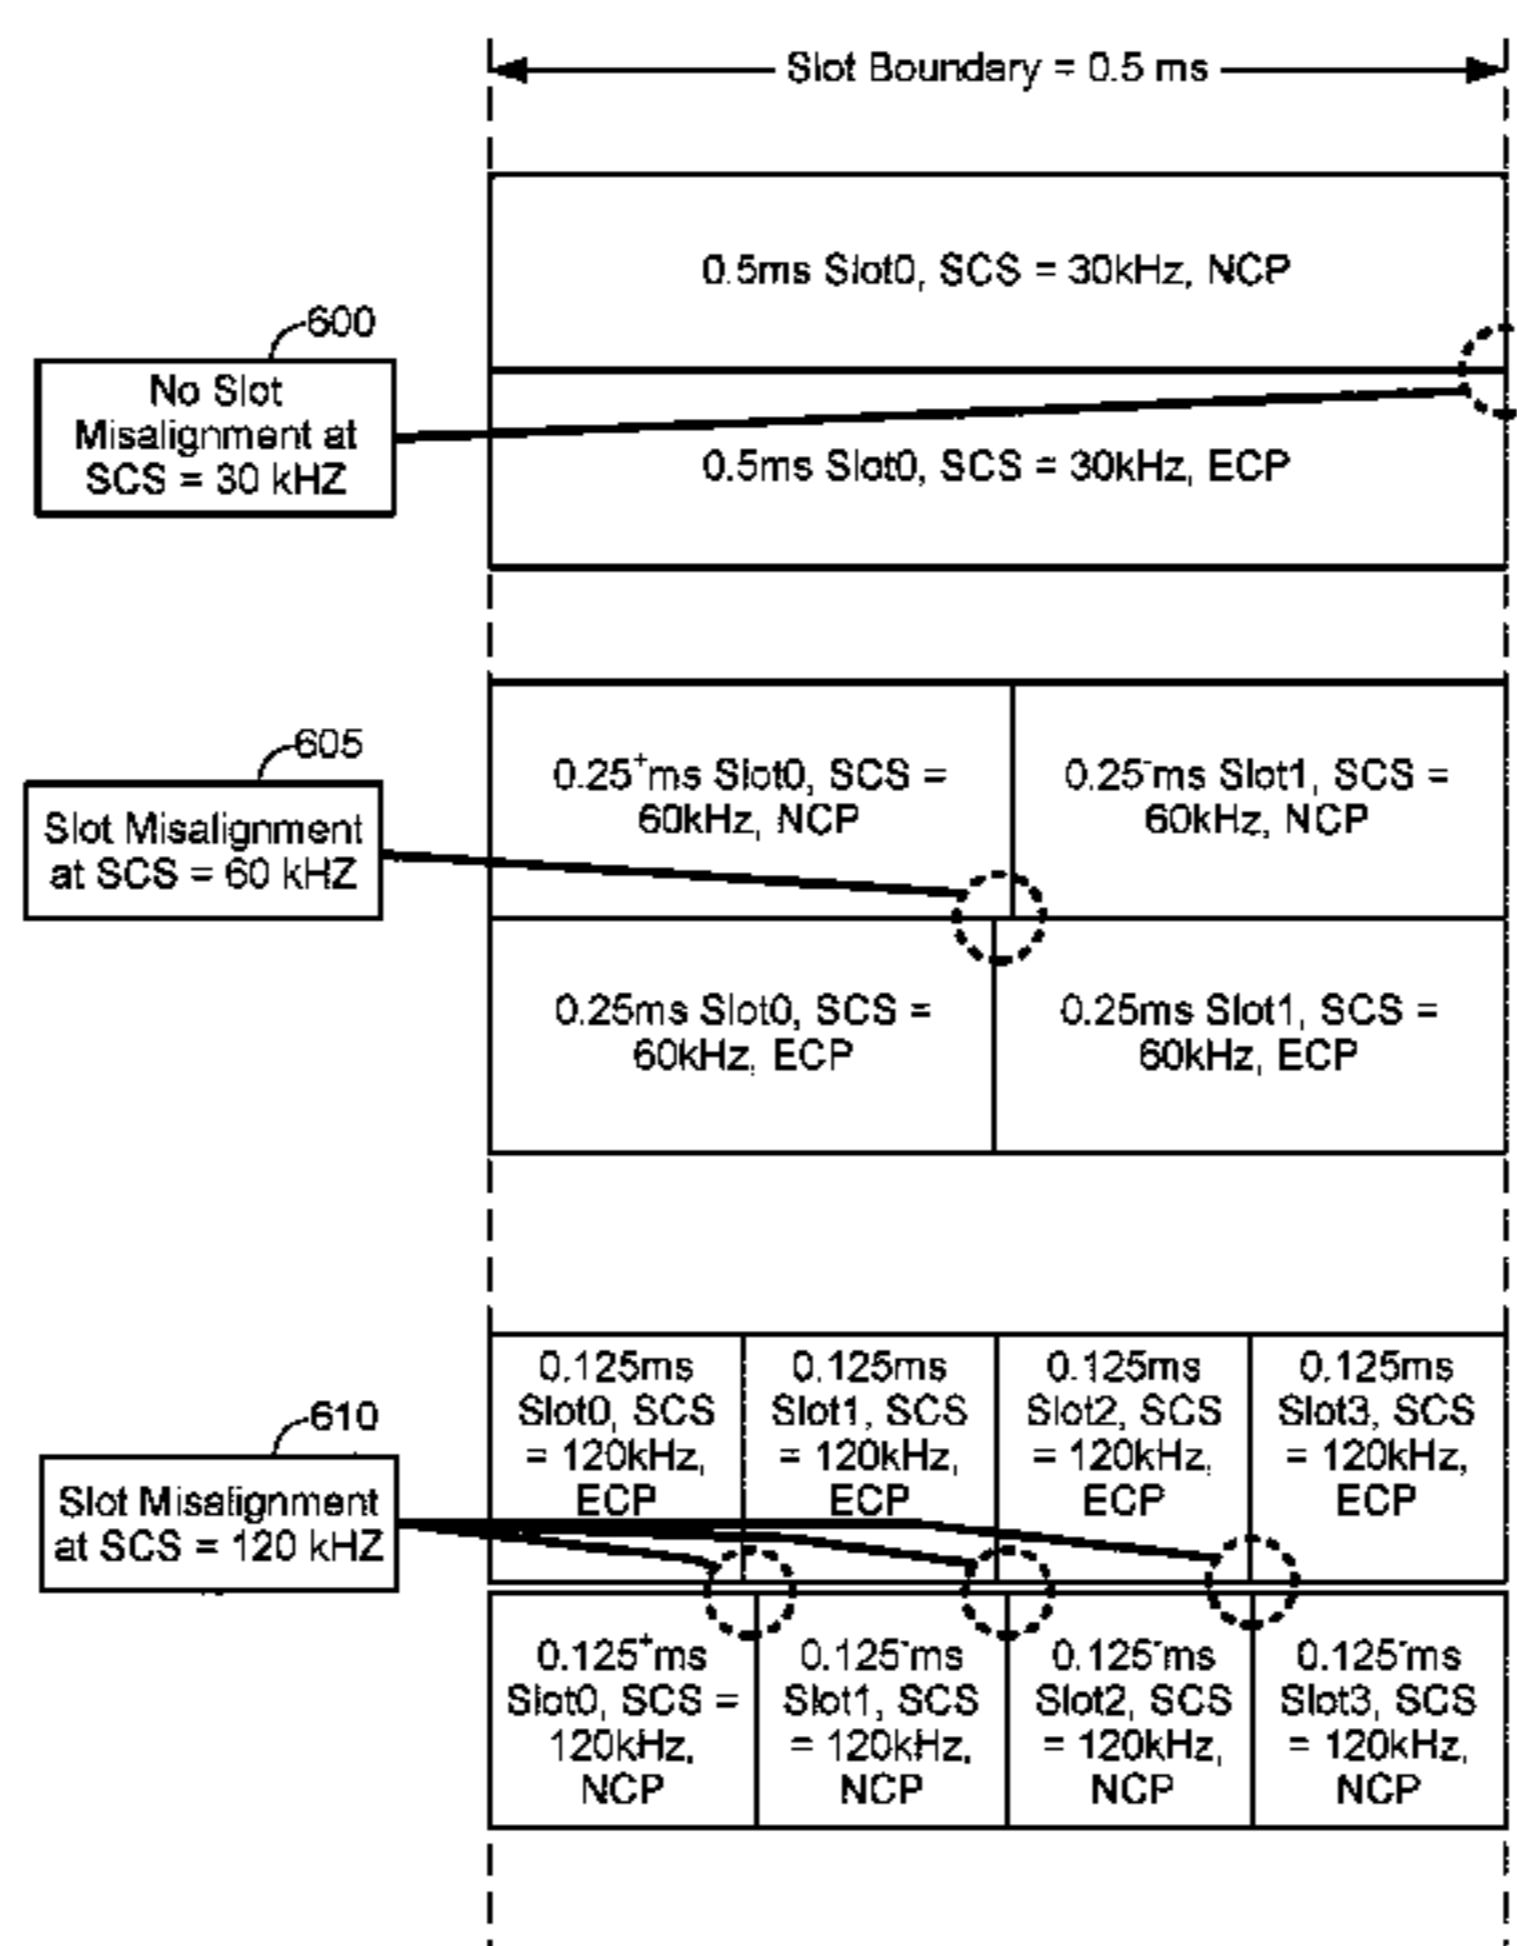 Slot Boundary = 0.5 ms
0.5ms Slot0, SCS = 30kHz, NCP
600
No Slot
Misalignment at
SCS = 30 kHZ
0.5ms Slot0, SCS = 30kHz, ECP
605
Slot Misalignment
at SCS = 60 kHZ
0.25⁺ms Slot0, SCS =
60kHz, NCP
0.25⁻ms Slot1, SCS =
60kHz, NCP
0.25ms Slot0, SCS =
60kHz, ECP
0.25ms Slot1, SCS =
60kHz, ECP
610
Slot Misalignment
at SCS = 120 kHZ
0.125ms
Slot0, SCS
= 120kHz,
ECP
0.125ms
Slot1, SCS
= 120kHz,
ECP
0.125ms
Slot2, SCS
= 120kHz,
ECP
0.125ms
Slot3, SCS
= 120kHz,
ECP
0.125⁺ms
Slot0, SCS =
120kHz,
NCP
0.125⁻ms
Slot1, SCS
= 120kHz,
NCP
0.125⁻ms
Slot2, SCS
= 120kHz,
NCP
0.125⁻ms
Slot3, SCS
= 120kHz,
NCP